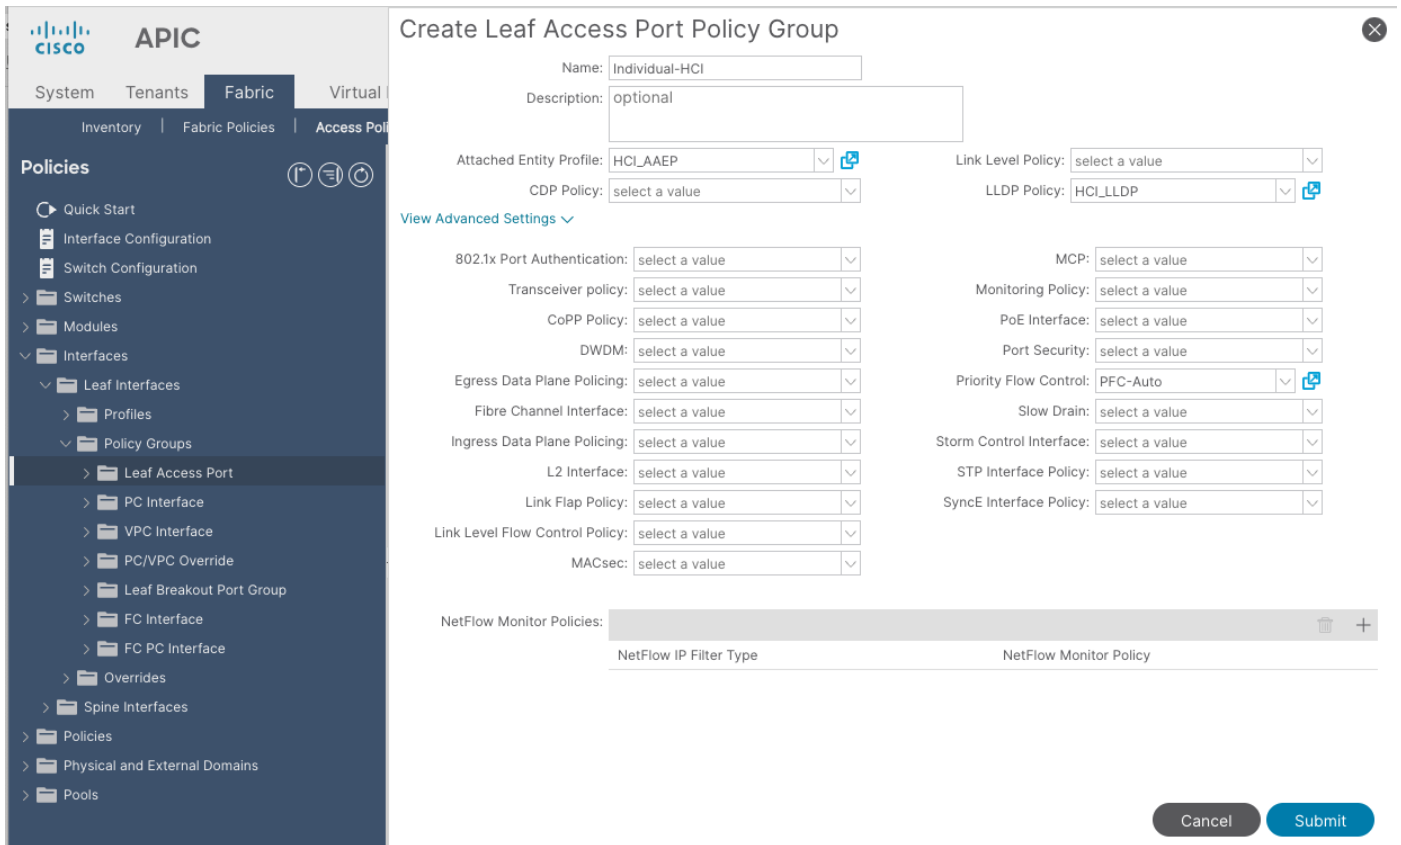 cisco
APIC
System Tenants Fabric Virtual
Inventory | Fabric Policies | Access Poli
Policies
Quick Start
Interface Configuration
Switch Configuration
Switches
Modules
Interfaces
Leaf Interfaces
Profiles
Policy Groups
Leaf Access Port
PC Interface
VPC Interface
PC/VPC Override
Leaf Breakout Port Group
FC Interface
FC PC Interface
Overrides
Spine Interfaces
Policies
Physical and External Domains
Pools
Create Leaf Access Port Policy Group
Name: Individual-HCI
Description: optional
Attached Entity Profile: HCI_AAEP Link Level Policy: select a value
CDP Policy: select a value LLDP Policy: HCI_LLDP
View Advanced Settings
802.1x Port Authentication: select a value MCP: select a value
Transceiver policy: select a value Monitoring Policy: select a value
CoPP Policy: select a value PoE Interface: select a value
DWDM: select a value Port Security: select a value
Egress Data Plane Policing: select a value Priority Flow Control: PFC-Auto
Fibre Channel Interface: select a value Slow Drain: select a value
Ingress Data Plane Policing: select a value Storm Control Interface: select a value
L2 Interface: select a value STP Interface Policy: select a value
Link Flap Policy: select a value SyncE Interface Policy: select a value
Link Level Flow Control Policy: select a value
MACsec: select a value
NetFlow Monitor Policies:
NetFlow IP Filter Type NetFlow Monitor Policy
Cancel Submit